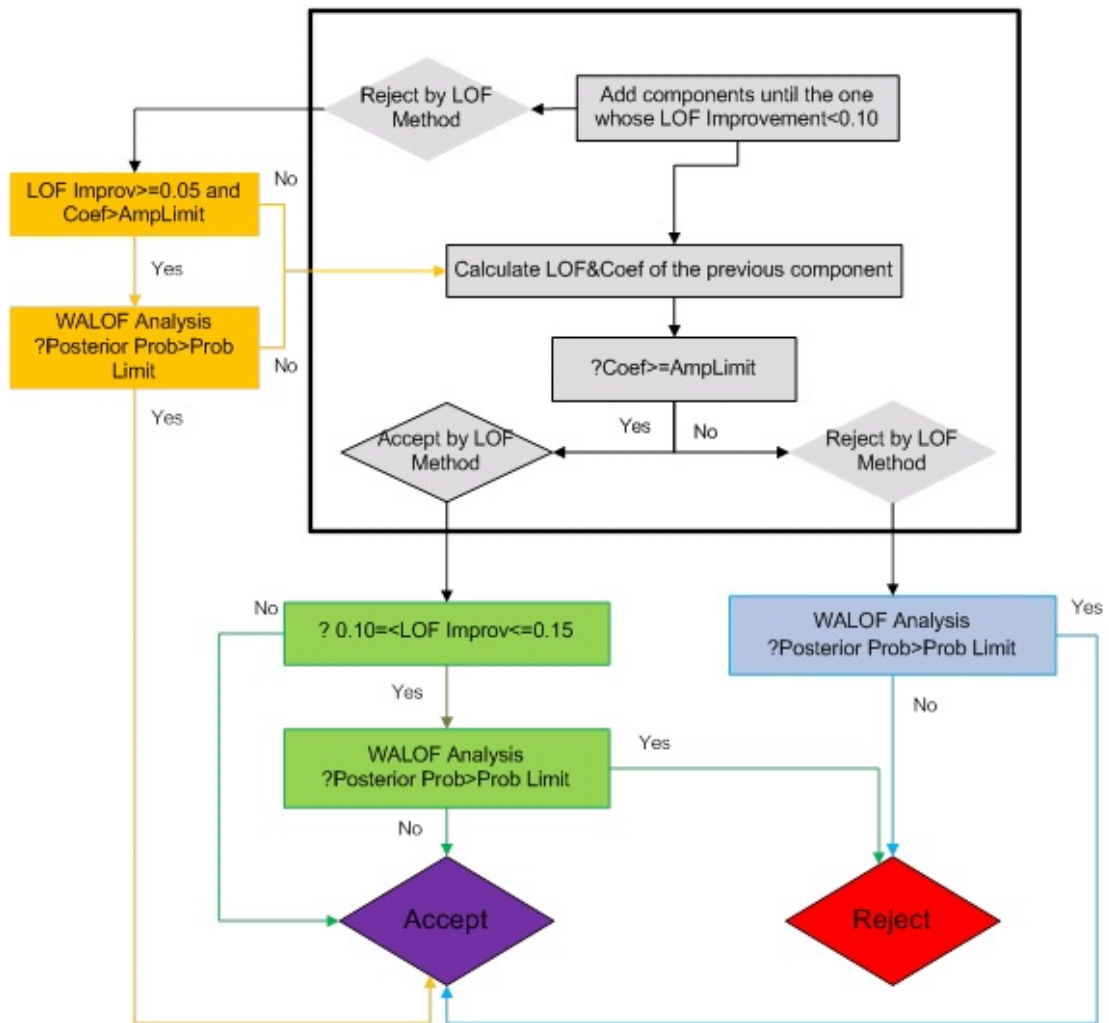 Reject by LOF
Method
Add components until the one
whose LOF Improvement<0.10
LOF Improv>=0.05 and
Coef>AmpLimit
No
Yes
Calculate LOF&Coef of the previous component
WALOF Analysis
?Posterior Prob>Prob
Limit
No
Yes
?Coef>=AmpLimit
Yes
No
Accept by LOF
Method
Reject by LOF
Method
No
? 0.10=<LOF Improv<=0.15
Yes
WALOF Analysis
?Posterior Prob>Prob Limit
Yes
No
WALOF Analysis
?Posterior Prob>Prob Limit
Yes
No
Accept
Reject